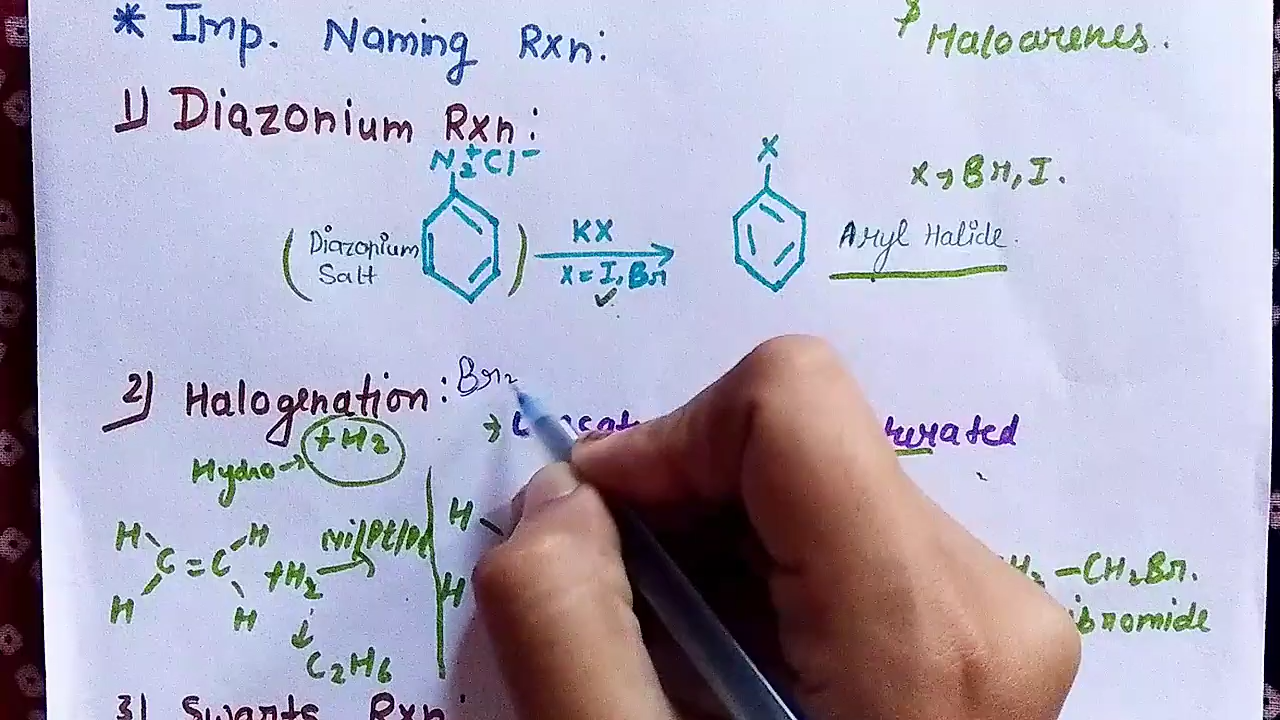 * Imp. Naming Rxn:
Haloarenes.
1) Diazonium Rxn:
N₂⁺Cl⁻
X
X → Br, I.
(Diazonium
Salt
)
KX
X = I, Br
Aryl Halide.
2) Halogenation: Br₂
+H₂
Hydro →
→
urated
H
H
C = C
H
H
+H₂
Ni/Pt/Pd
C₂H₆
H
H
-CH₂Br.
ibromide
3) Swarts Rxn: